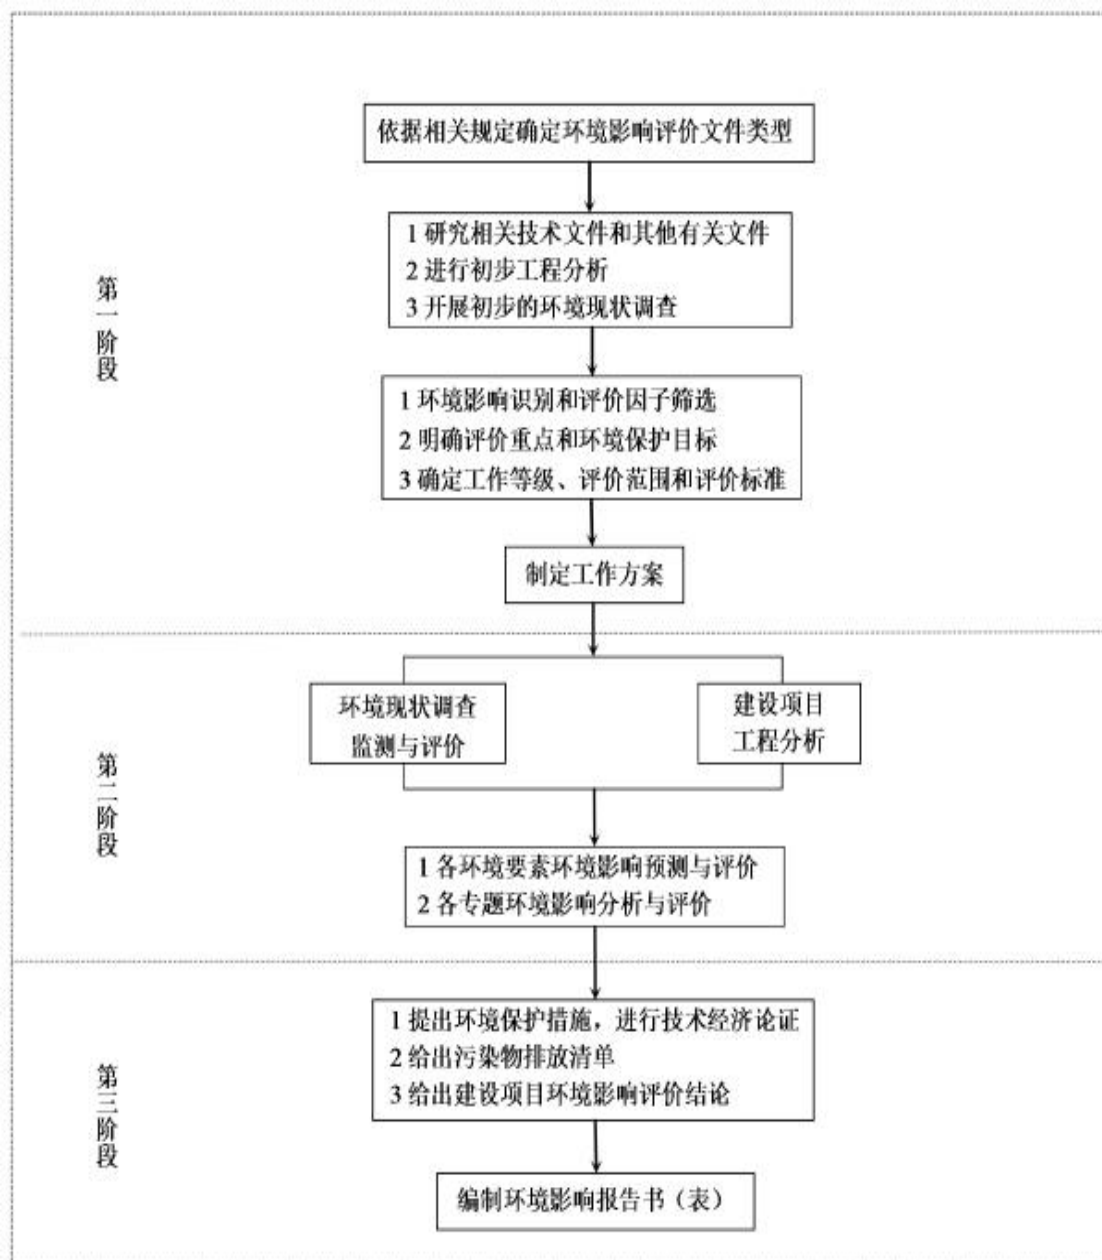 依据相关规定确定环境影响评价文件类型
1 研究相关技术文件和其他有关文件
2 进行初步工程分析
3 开展初步的环境现状调查
第一阶段
1 环境影响识别和评价因子筛选
2 明确评价重点和环境保护目标
3 确定工作等级、评价范围和评价标准
制定工作方案
环境现状调查
监测与评价
建设项目
工程分析
第二阶段
1 各环境要素环境影响预测与评价
2 各专题环境影响分析与评价
1 提出环境保护措施，进行技术经济论证
2 给出污染物排放清单
3 给出建设项目环境影响评价结论
第三阶段
编制环境影响报告书（表）